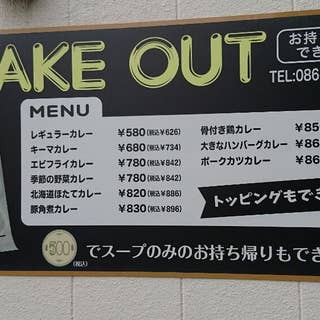 AKE OUT
お持
でき
TEL:086
MENU
レギュラーカレー ¥580(税込¥626)
キーマカレー ¥680(税込¥734)
エビフライカレー ¥780(税込¥842)
季節の野菜カレー ¥780(税込¥842)
北海道ほたてカレー ¥820(税込¥886)
豚角煮カレー ¥830(税込¥896)
骨付き鶏カレー ¥85
大きなハンバーグカレー ¥86
ポークカツカレー ¥86
トッピングもでき
500
(税込)
でスープのみのお持ち帰りもでき